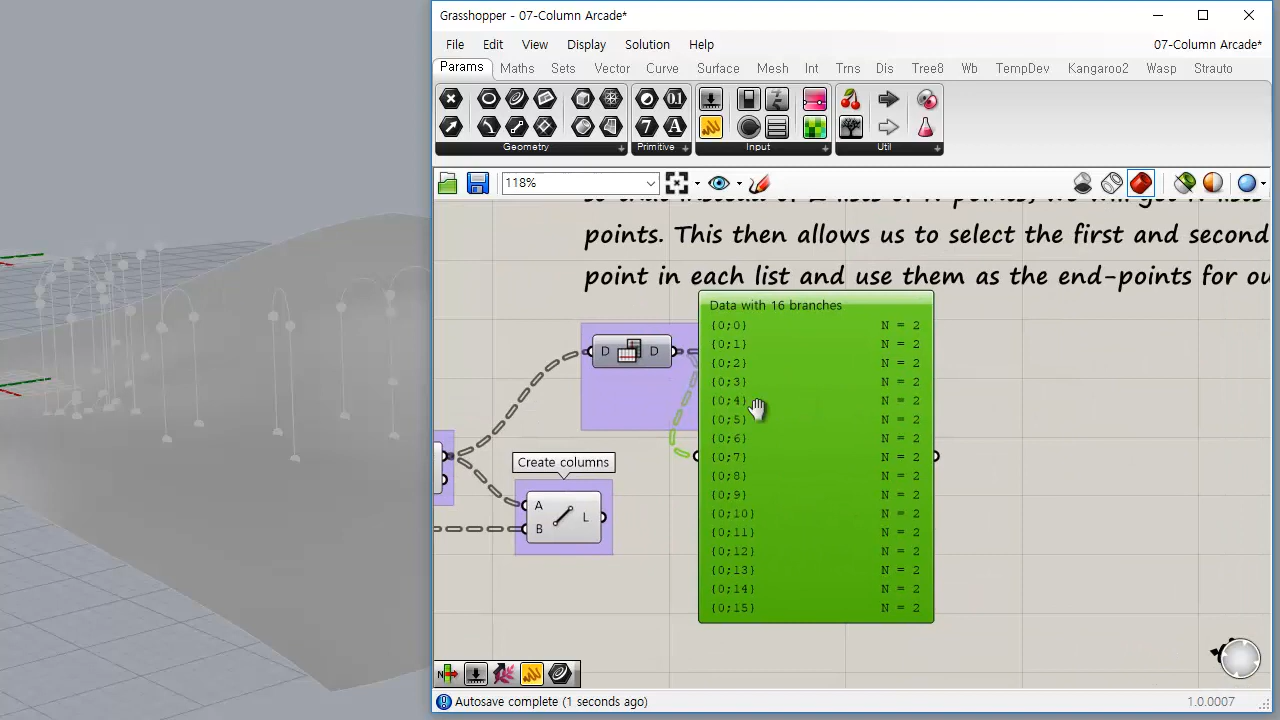 Grasshopper - 07-Column Arcade*
File Edit View Display Solution Help 07-Column Arcade*
Params Maths Sets Vector Curve Surface Mesh Int Trns Dis Tree8 Wb TempDev Kangaroo2 Wasp Strauto
Geometry Primitive Input Util
118%
points, we will get N lists
points. This then allows us to select the first and second
point in each list and use them as the end-points for ou
Data with 16 branches
{0;0} N = 2
{0;1} N = 2
{0;2} N = 2
{0;3} N = 2
{0;4} N = 2
{0;5} N = 2
{0;6} N = 2
{0;7} N = 2
{0;8} N = 2
{0;9} N = 2
{0;10} N = 2
{0;11} N = 2
{0;12} N = 2
{0;13} N = 2
{0;14} N = 2
{0;15} N = 2
D D
Create columns
A
B
L
Autosave complete (1 seconds ago) 1.0.0007